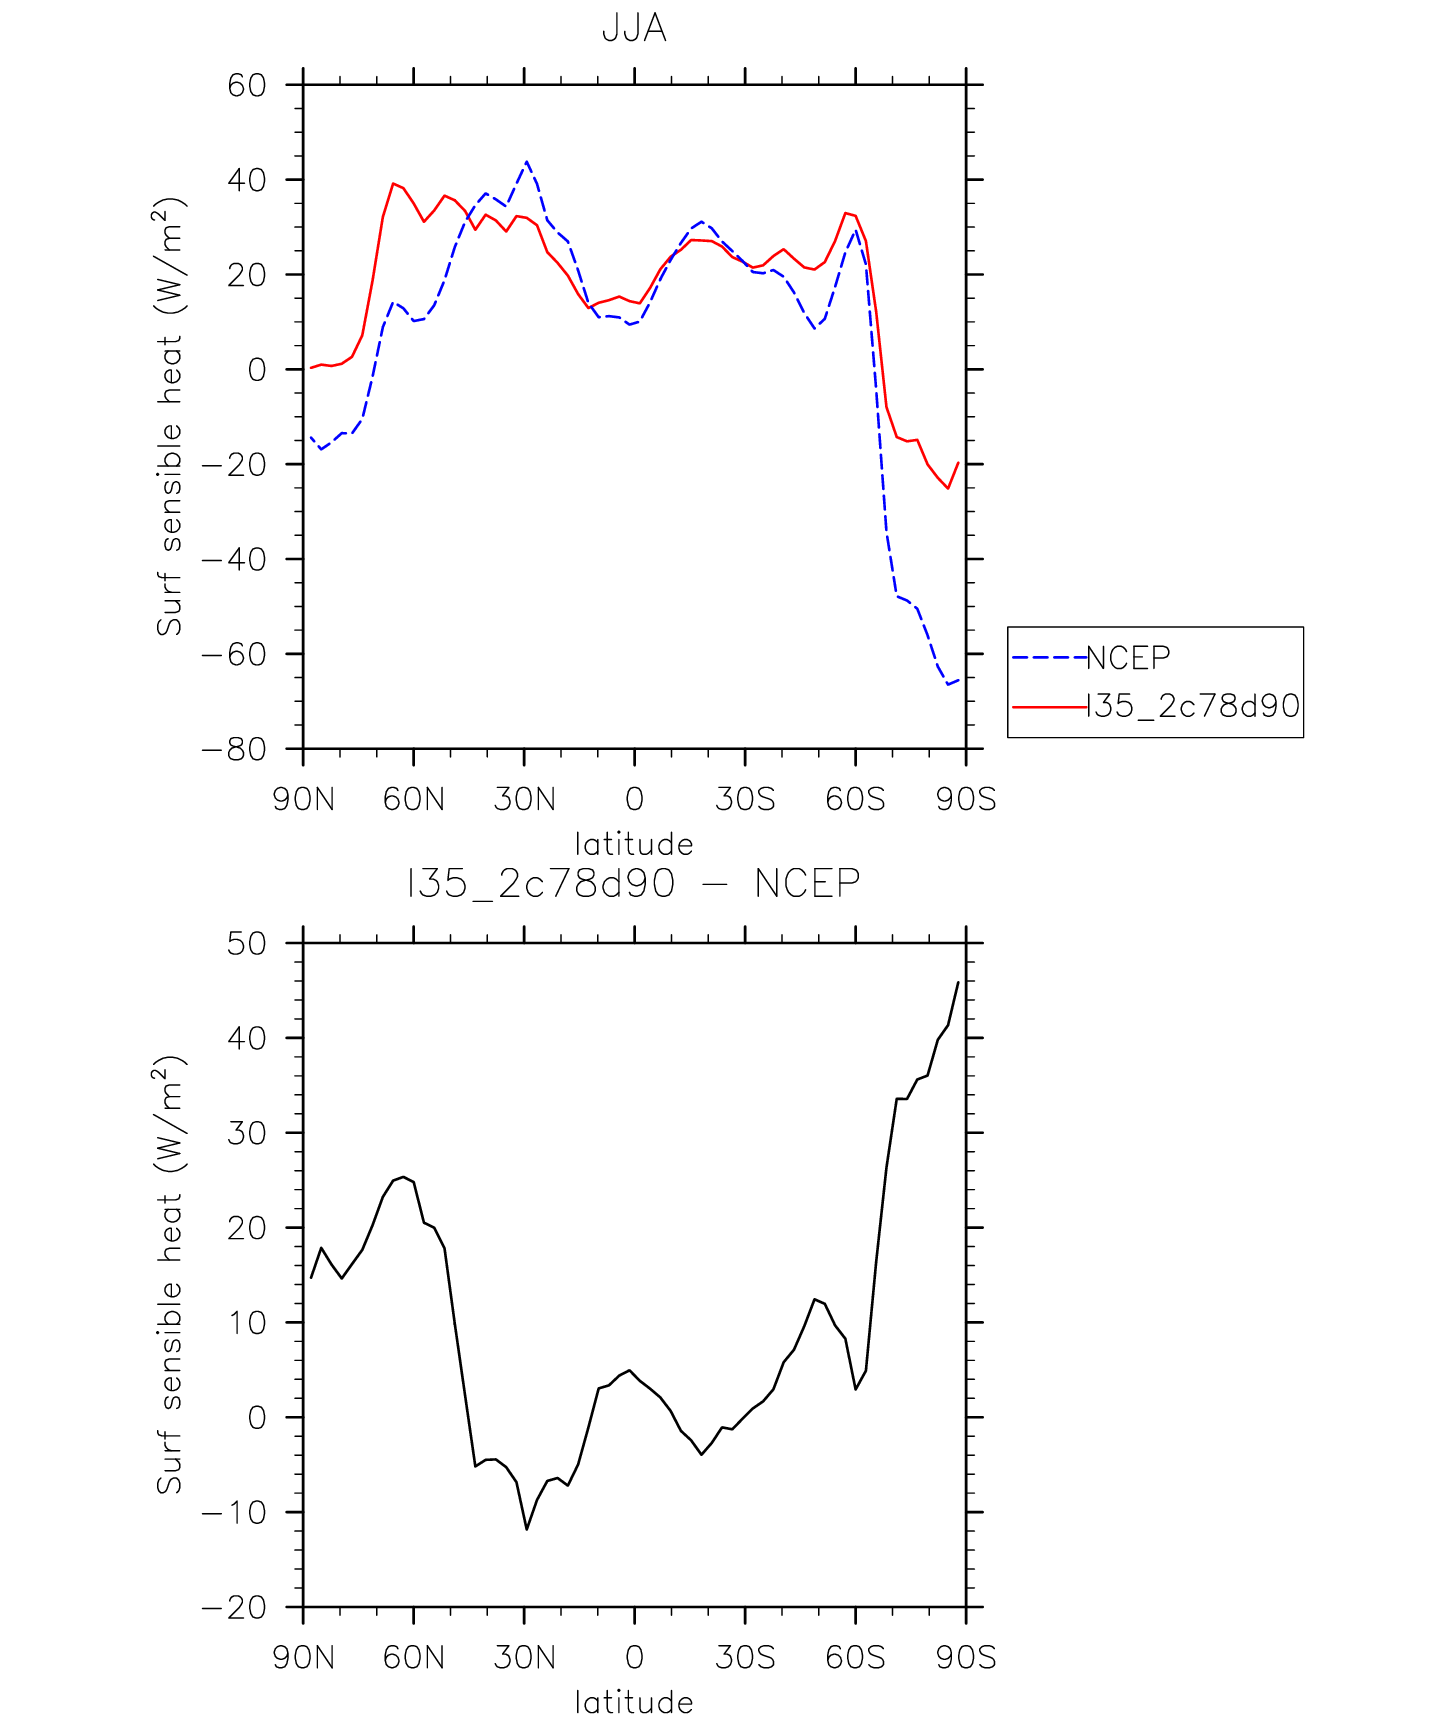 JJA
60
40
20
0
−20
−40
−60
−80
Surf sensible heat (W/m²)
90N 60N 30N 0 30S 60S 90S
latitude
NCEP
I35_2c78d90
I35_2c78d90 − NCEP
50
40
30
20
10
0
−10
−20
Surf sensible heat (W/m²)
90N 60N 30N 0 30S 60S 90S
latitude